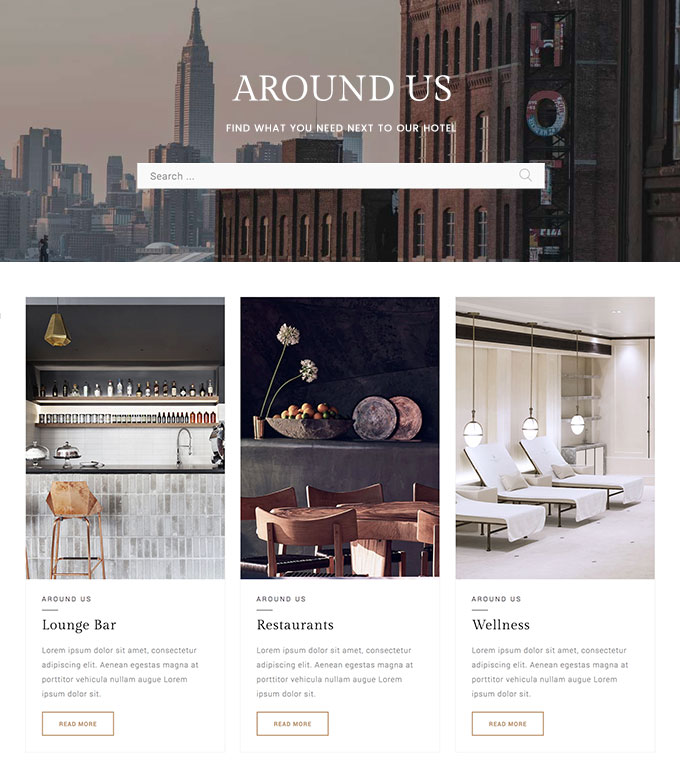 AROUND US
FIND WHAT YOU NEED NEXT TO OUR HOTEL
HOT
Search ...
AROUND US
Lounge Bar
Lorem ipsum dolor sit amet, consectetur
adipiscing elit. Aenean egestas magna at
porttitor vehicula nullam augue Lorem
ipsum dolor sit.
READ MORE
AROUND US
Restaurants
Lorem ipsum dolor sit amet, consectetur
adipiscing elit. Aenean egestas magna at
porttitor vehicula nullam augue Lorem
ipsum dolor sit.
READ MORE
AROUND US
Wellness
Lorem ipsum dolor sit amet, consectetur
adipiscing elit. Aenean egestas magna at
porttitor vehicula nullam augue Lorem
ipsum dolor sit.
READ MORE